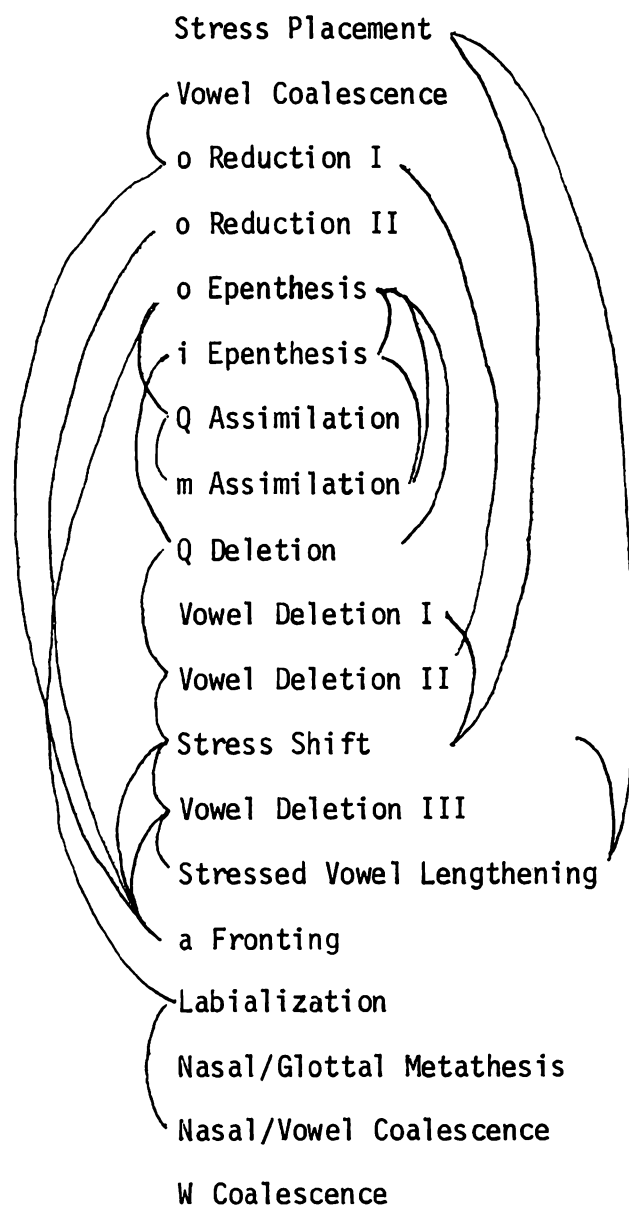 Stress Placement
Vowel Coalescence
o Reduction I
o Reduction II
o Epenthesis
i Epenthesis
Q Assimilation
m Assimilation
Q Deletion
Vowel Deletion I
Vowel Deletion II
Stress Shift
Vowel Deletion III
Stressed Vowel Lengthening
a Fronting
Labialization
Nasal/Glottal Metathesis
Nasal/Vowel Coalescence
W Coalescence